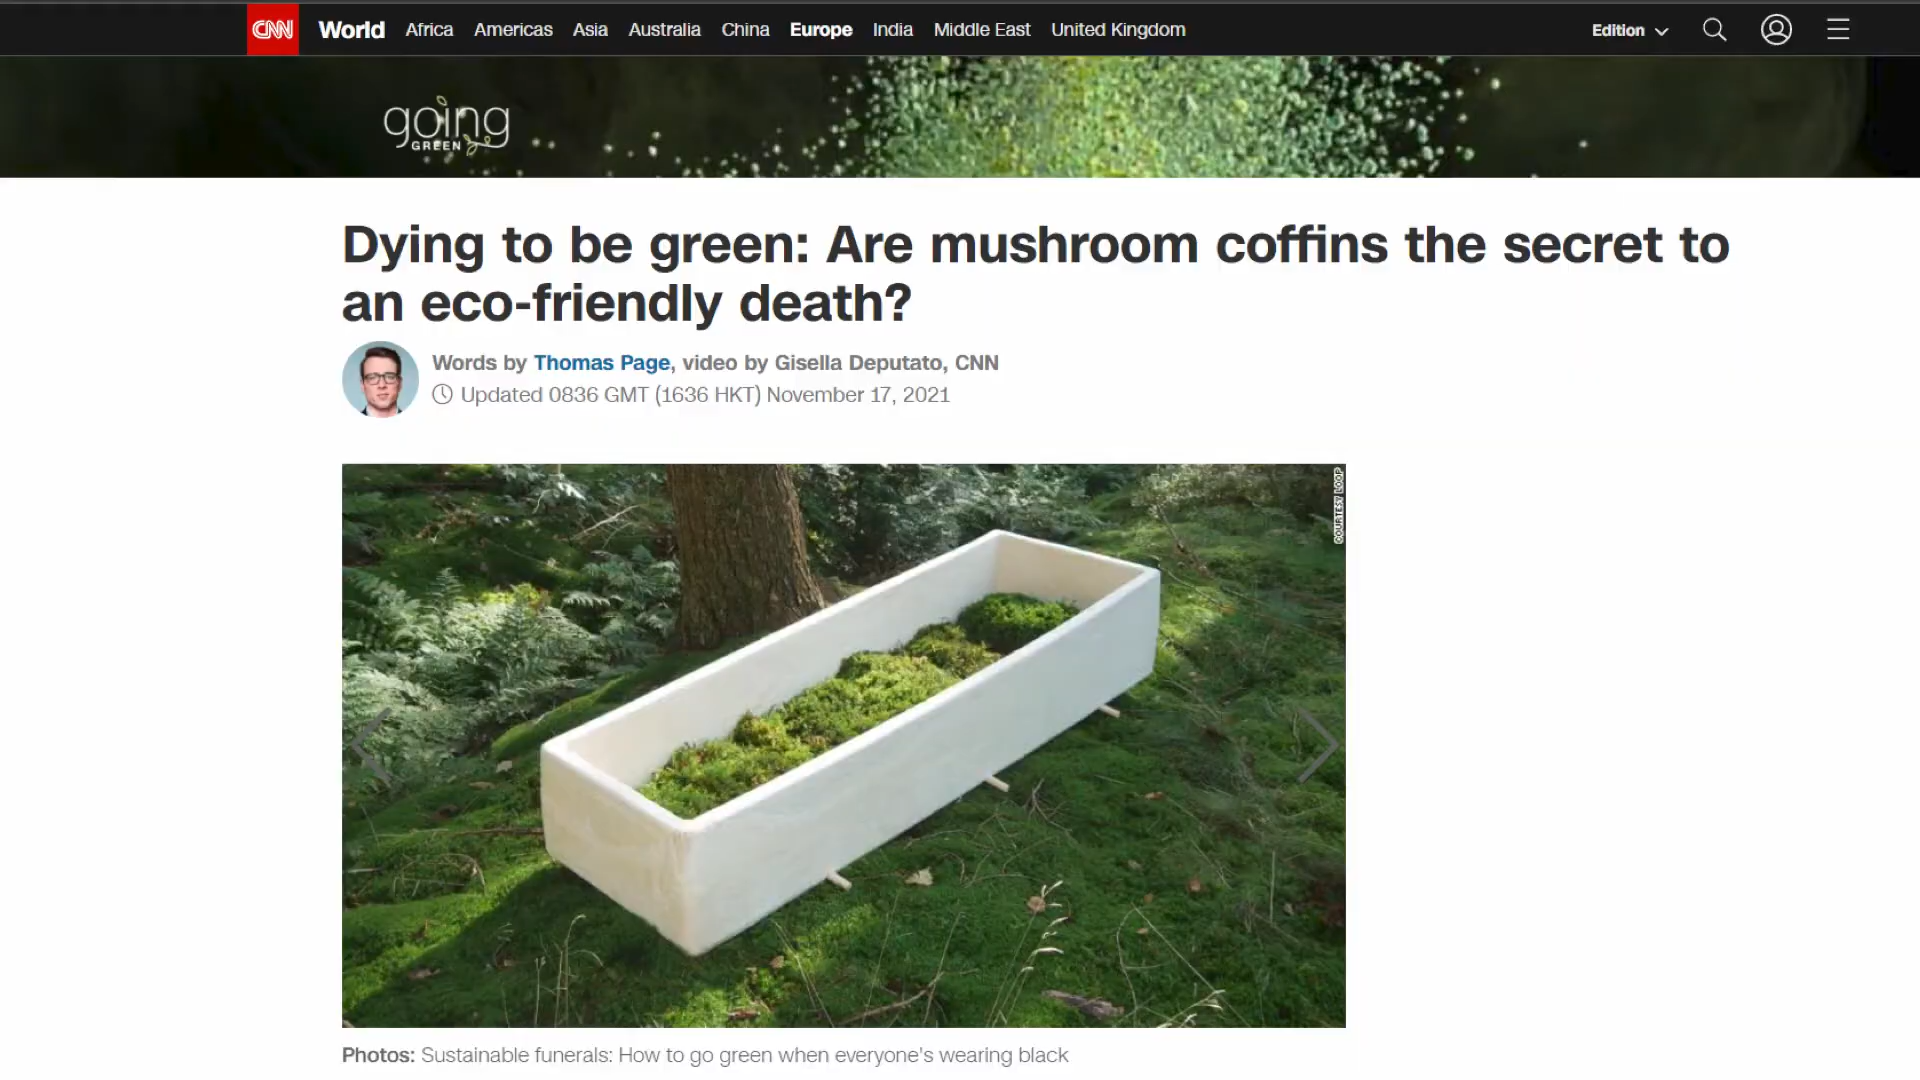 CNN World Africa Americas Asia Australia China Europe India Middle East United Kingdom Edition
going
GREEN
Dying to be green: Are mushroom coffins the secret to
an eco-friendly death?
Words by Thomas Page, video by Gisella Deputato, CNN
Updated 0836 GMT (1636 HKT) November 17, 2021
COURTESY LOOP
Photos: Sustainable funerals: How to go green when everyone's wearing black